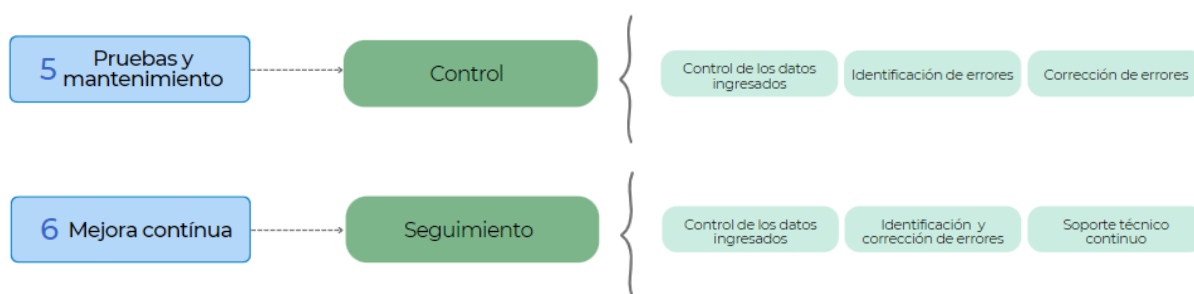 5 Pruebas y
mantenimiento
Control
Control de los datos
ingresados
Identificación de errores
Corrección de errores
6 Mejora contínua
Seguimiento
Control de los datos
ingresados
Identificación y
corrección de errores
Soporte técnico
continuo